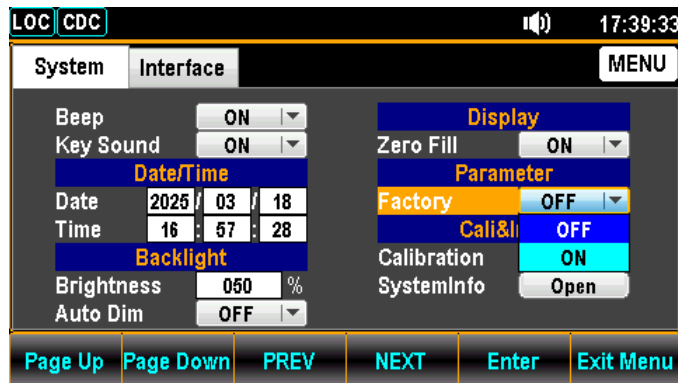 LOC CDC 17:39:33
System Interface MENU
Beep ON
Key Sound ON
Date/Time
Date 2025 / 03 / 18
Time 16 : 57 : 28
Backlight
Brightness 050 %
Auto Dim OFF
Display
Zero Fill ON
Parameter
Factory OFF
Cali&I OFF
Calibration ON
SystemInfo Open
Page Up Page Down PREV NEXT Enter Exit Menu